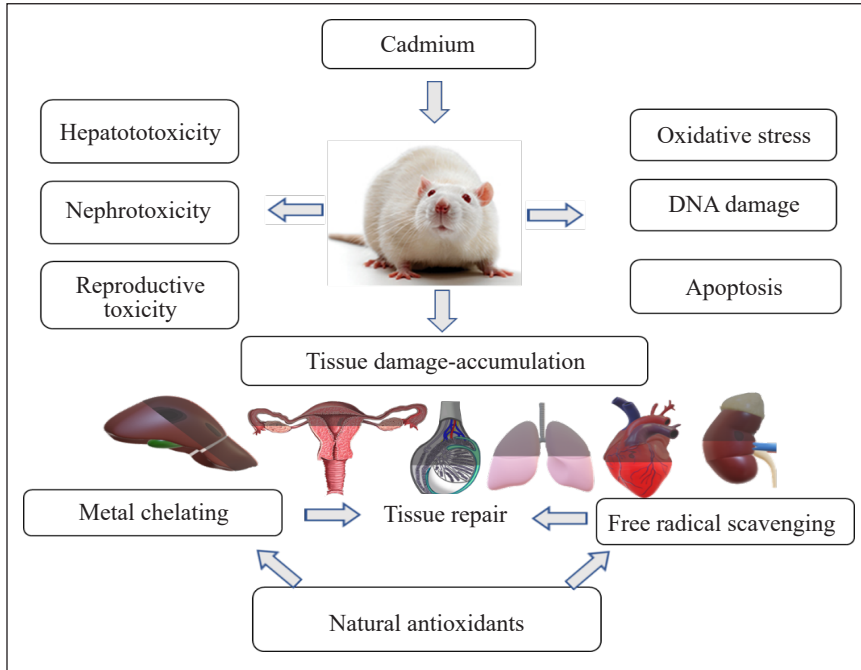 Cadmium
Hepatototoxicity
Nephrotoxicity
Reproductive
toxicity
Oxidative stress
DNA damage
Apoptosis
Tissue damage-accumulation
Metal chelating
Tissue repair
Free radical scavenging
Natural antioxidants